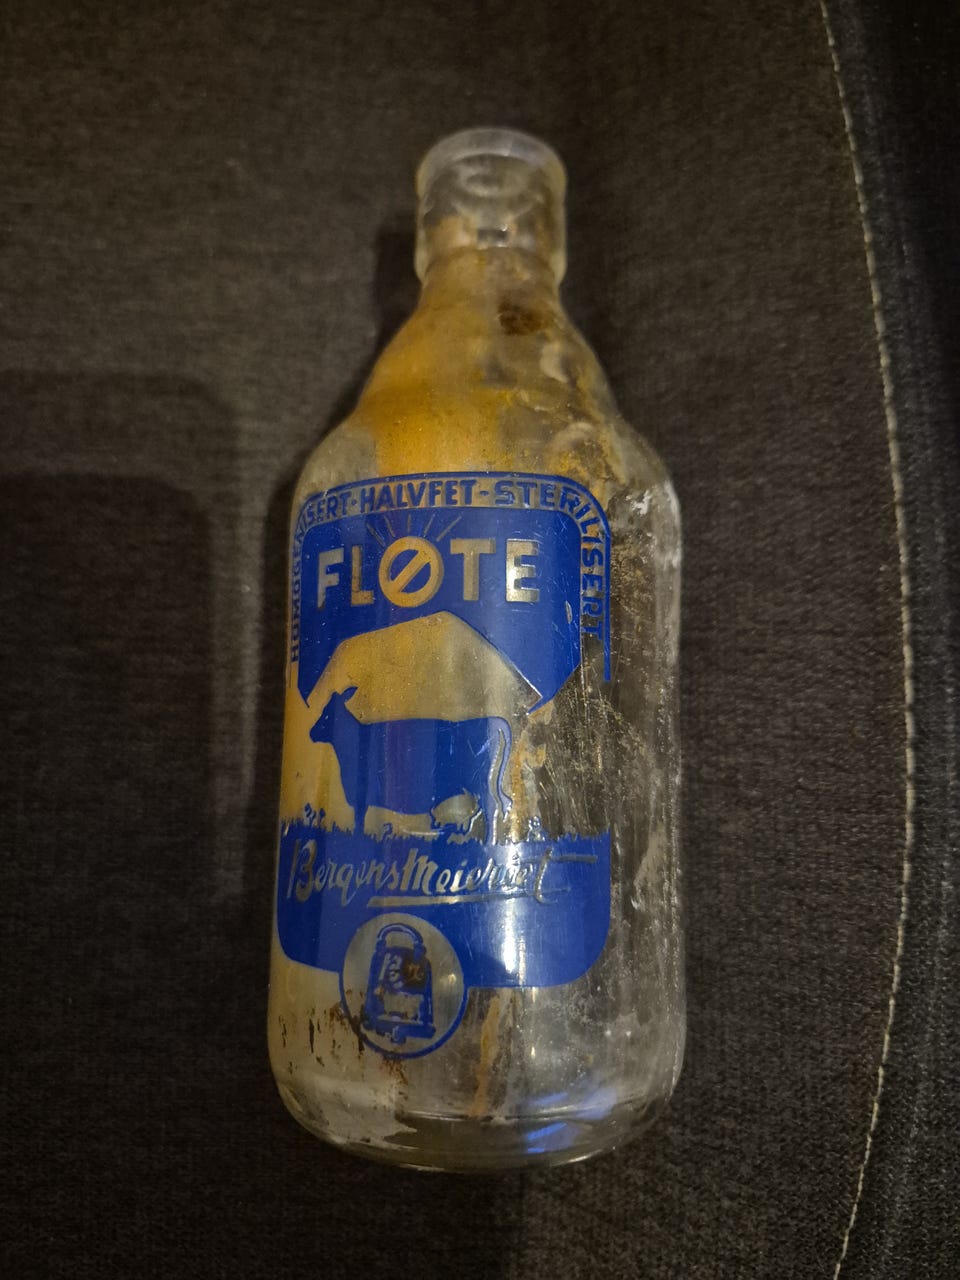 HOMOGENISERT-HALVFET-STERILISERT
FLØTE
BergensMeieriet